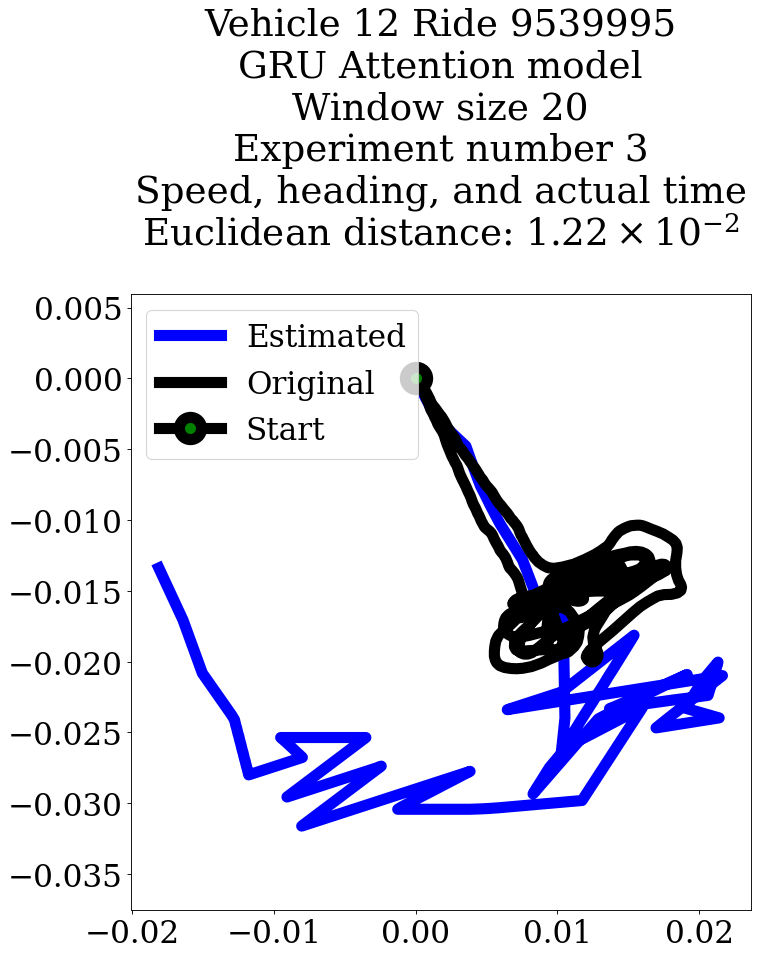 Vehicle 12 Ride 9539995
GRU Attention model
Window size 20
Experiment number 3
Speed, heading, and actual time
Euclidean distance: 1.22 × 10⁻²
Estimated
Original
Start
0.005
0.000
−0.005
−0.010
−0.015
−0.020
−0.025
−0.030
−0.035
−0.02
−0.01
0.00
0.01
0.02